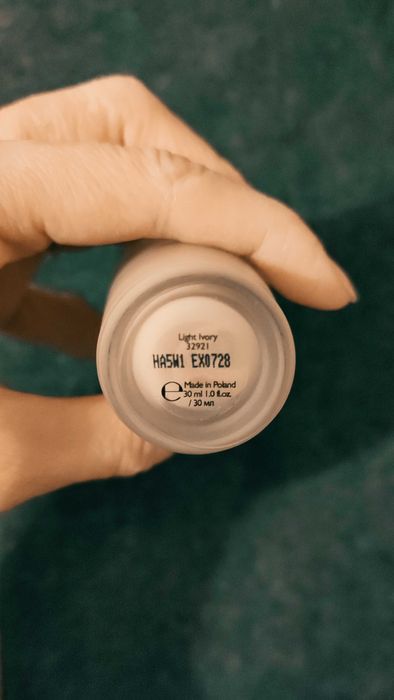 Light Ivory
32921
HA5W1 EX0728
℮ Made in Poland
30 ml 1.0 fl.oz.
/ 30 мл